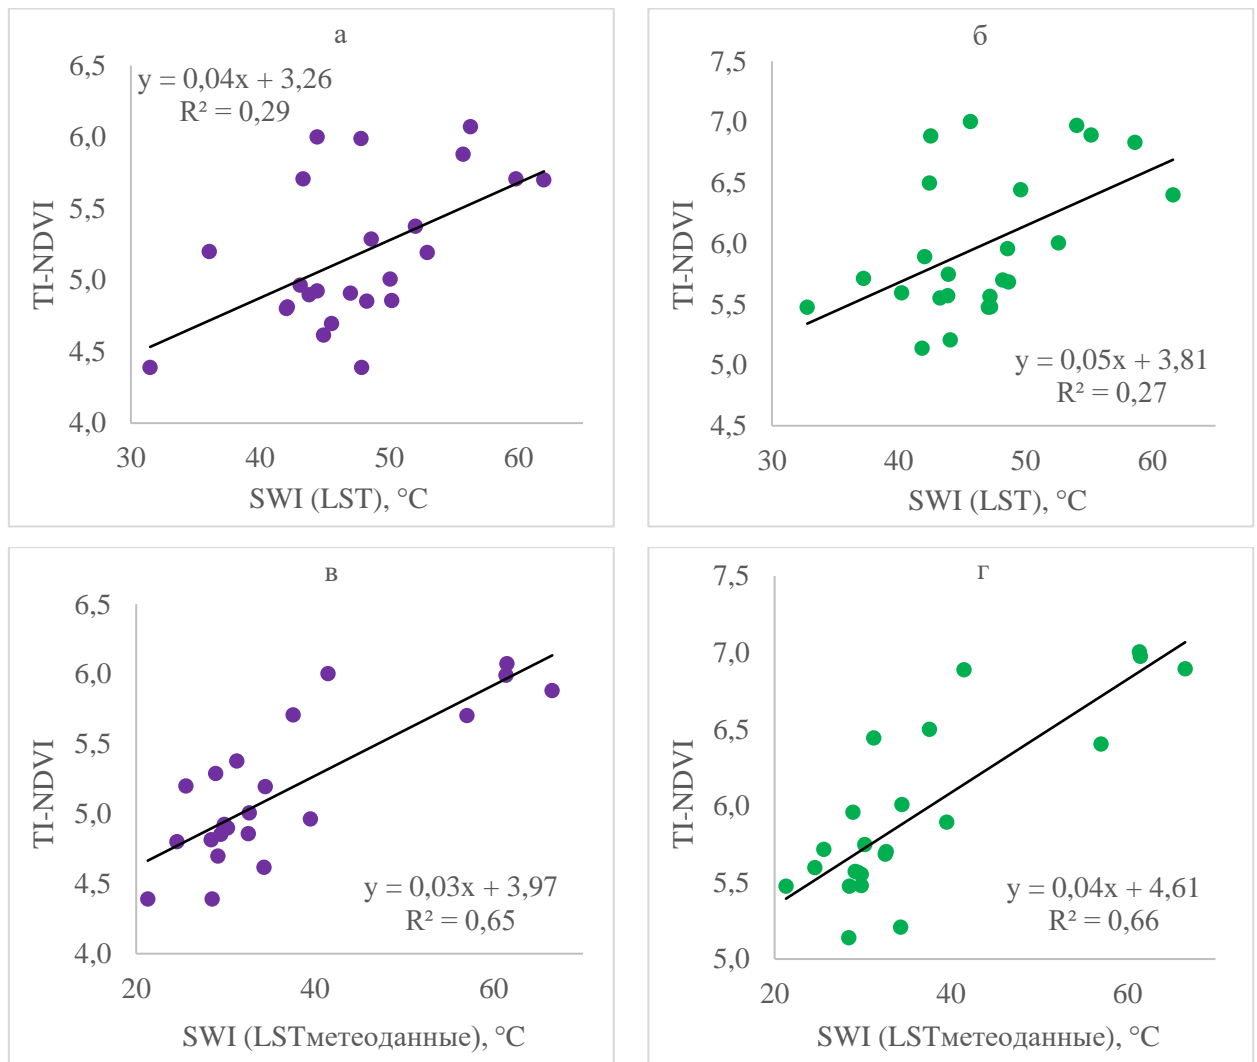 а
6,5
y = 0,04x + 3,26
R² = 0,29
6,0
5,5
5,0
4,5
4,0
TI-NDVI
30 40 50 60
SWI (LST), °C
б
7,5
7,0
6,5
6,0
5,5
5,0
4,5
TI-NDVI
y = 0,05x + 3,81
R² = 0,27
30 40 50 60
SWI (LST), °C
в
6,5
6,0
5,5
5,0
4,5
4,0
TI-NDVI
y = 0,03x + 3,97
R² = 0,65
20 40 60
SWI (LSTметеоданные), °C
г
7,5
7,0
6,5
6,0
5,5
5,0
TI-NDVI
y = 0,04x + 4,61
R² = 0,66
20 40 60
SWI (LSTметеоданные), °C